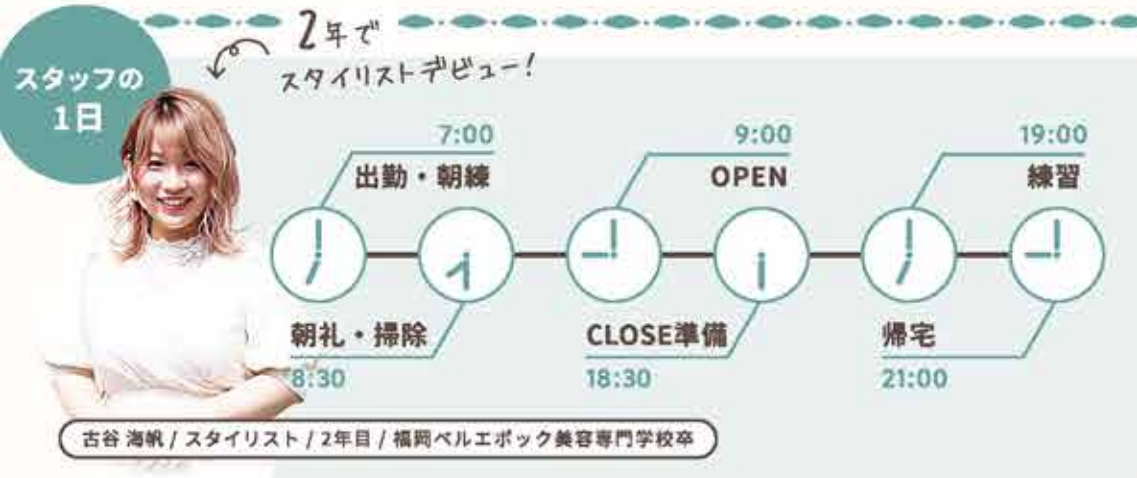 スタッフの
1日
2年で
スタイリストデビュー!
7:00
出勤・朝練
朝礼・掃除
8:30
9:00
OPEN
CLOSE準備
18:30
19:00
練習
帰宅
21:00
古谷 海帆 / スタイリスト / 2年目 / 福岡ベルエポック美容専門学校卒